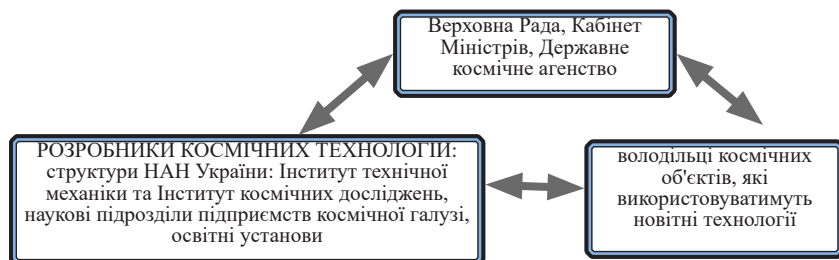 Верховна Рада, Кабінет
Міністрів, Державне
космічне агенство
РОЗРОБНИКИ КОСМІЧНИХ ТЕХНОЛОГІЙ:
структури НАН України: Інститут технічної
механіки та Інститут космічних досліджень,
наукові підрозділи підприємств космічної галузі,
освітні установи
володільці космічних
об'єктів, які
використовуватимуть
новітні технології